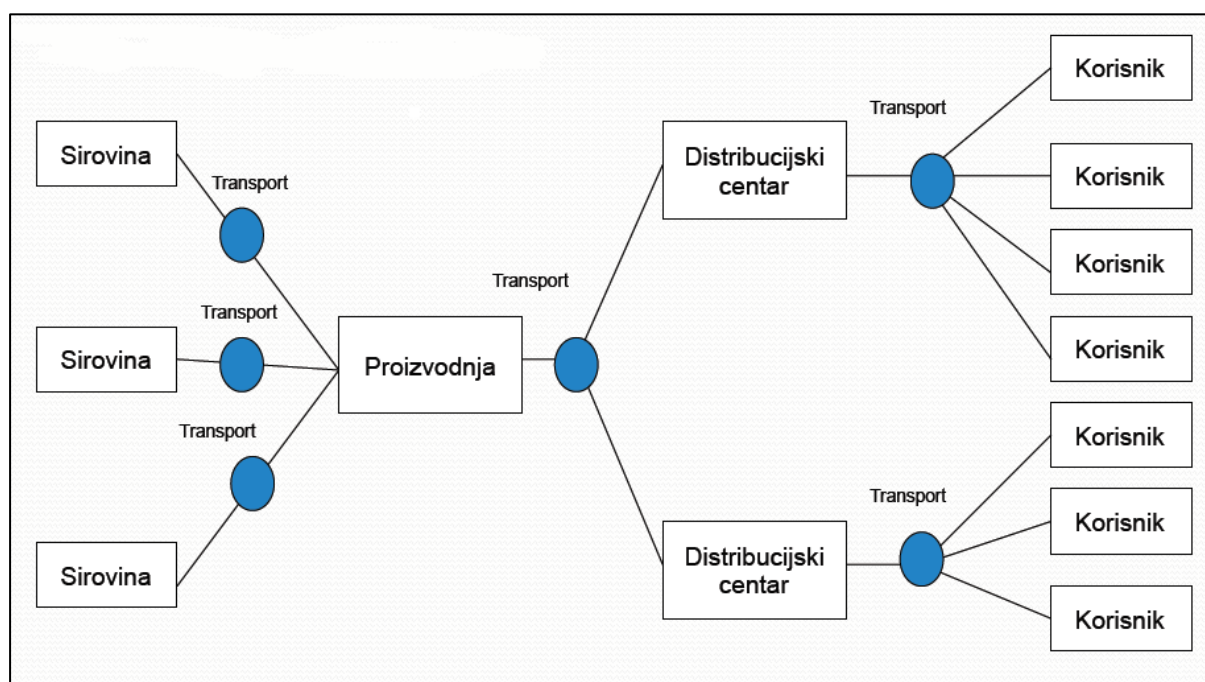 Sirovina
Transport
Sirovina
Transport
Sirovina
Transport
Proizvodnja
Transport
Distribucijski
centar
Transport
Distribucijski
centar
Transport
Korisnik
Korisnik
Korisnik
Korisnik
Korisnik
Korisnik
Korisnik